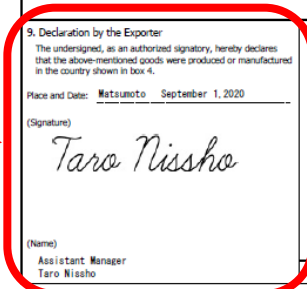 9. Declaration by the Exporter
The undersigned, as an authorized signatory, hereby declares
that the above-mentioned goods were produced or manufactured
in the country shown in box 4.
Place and Date: Matsumoto September 1,2020
(Signature)
Taro Nissho
(Name)
Assistant Manager
Taro Nissho